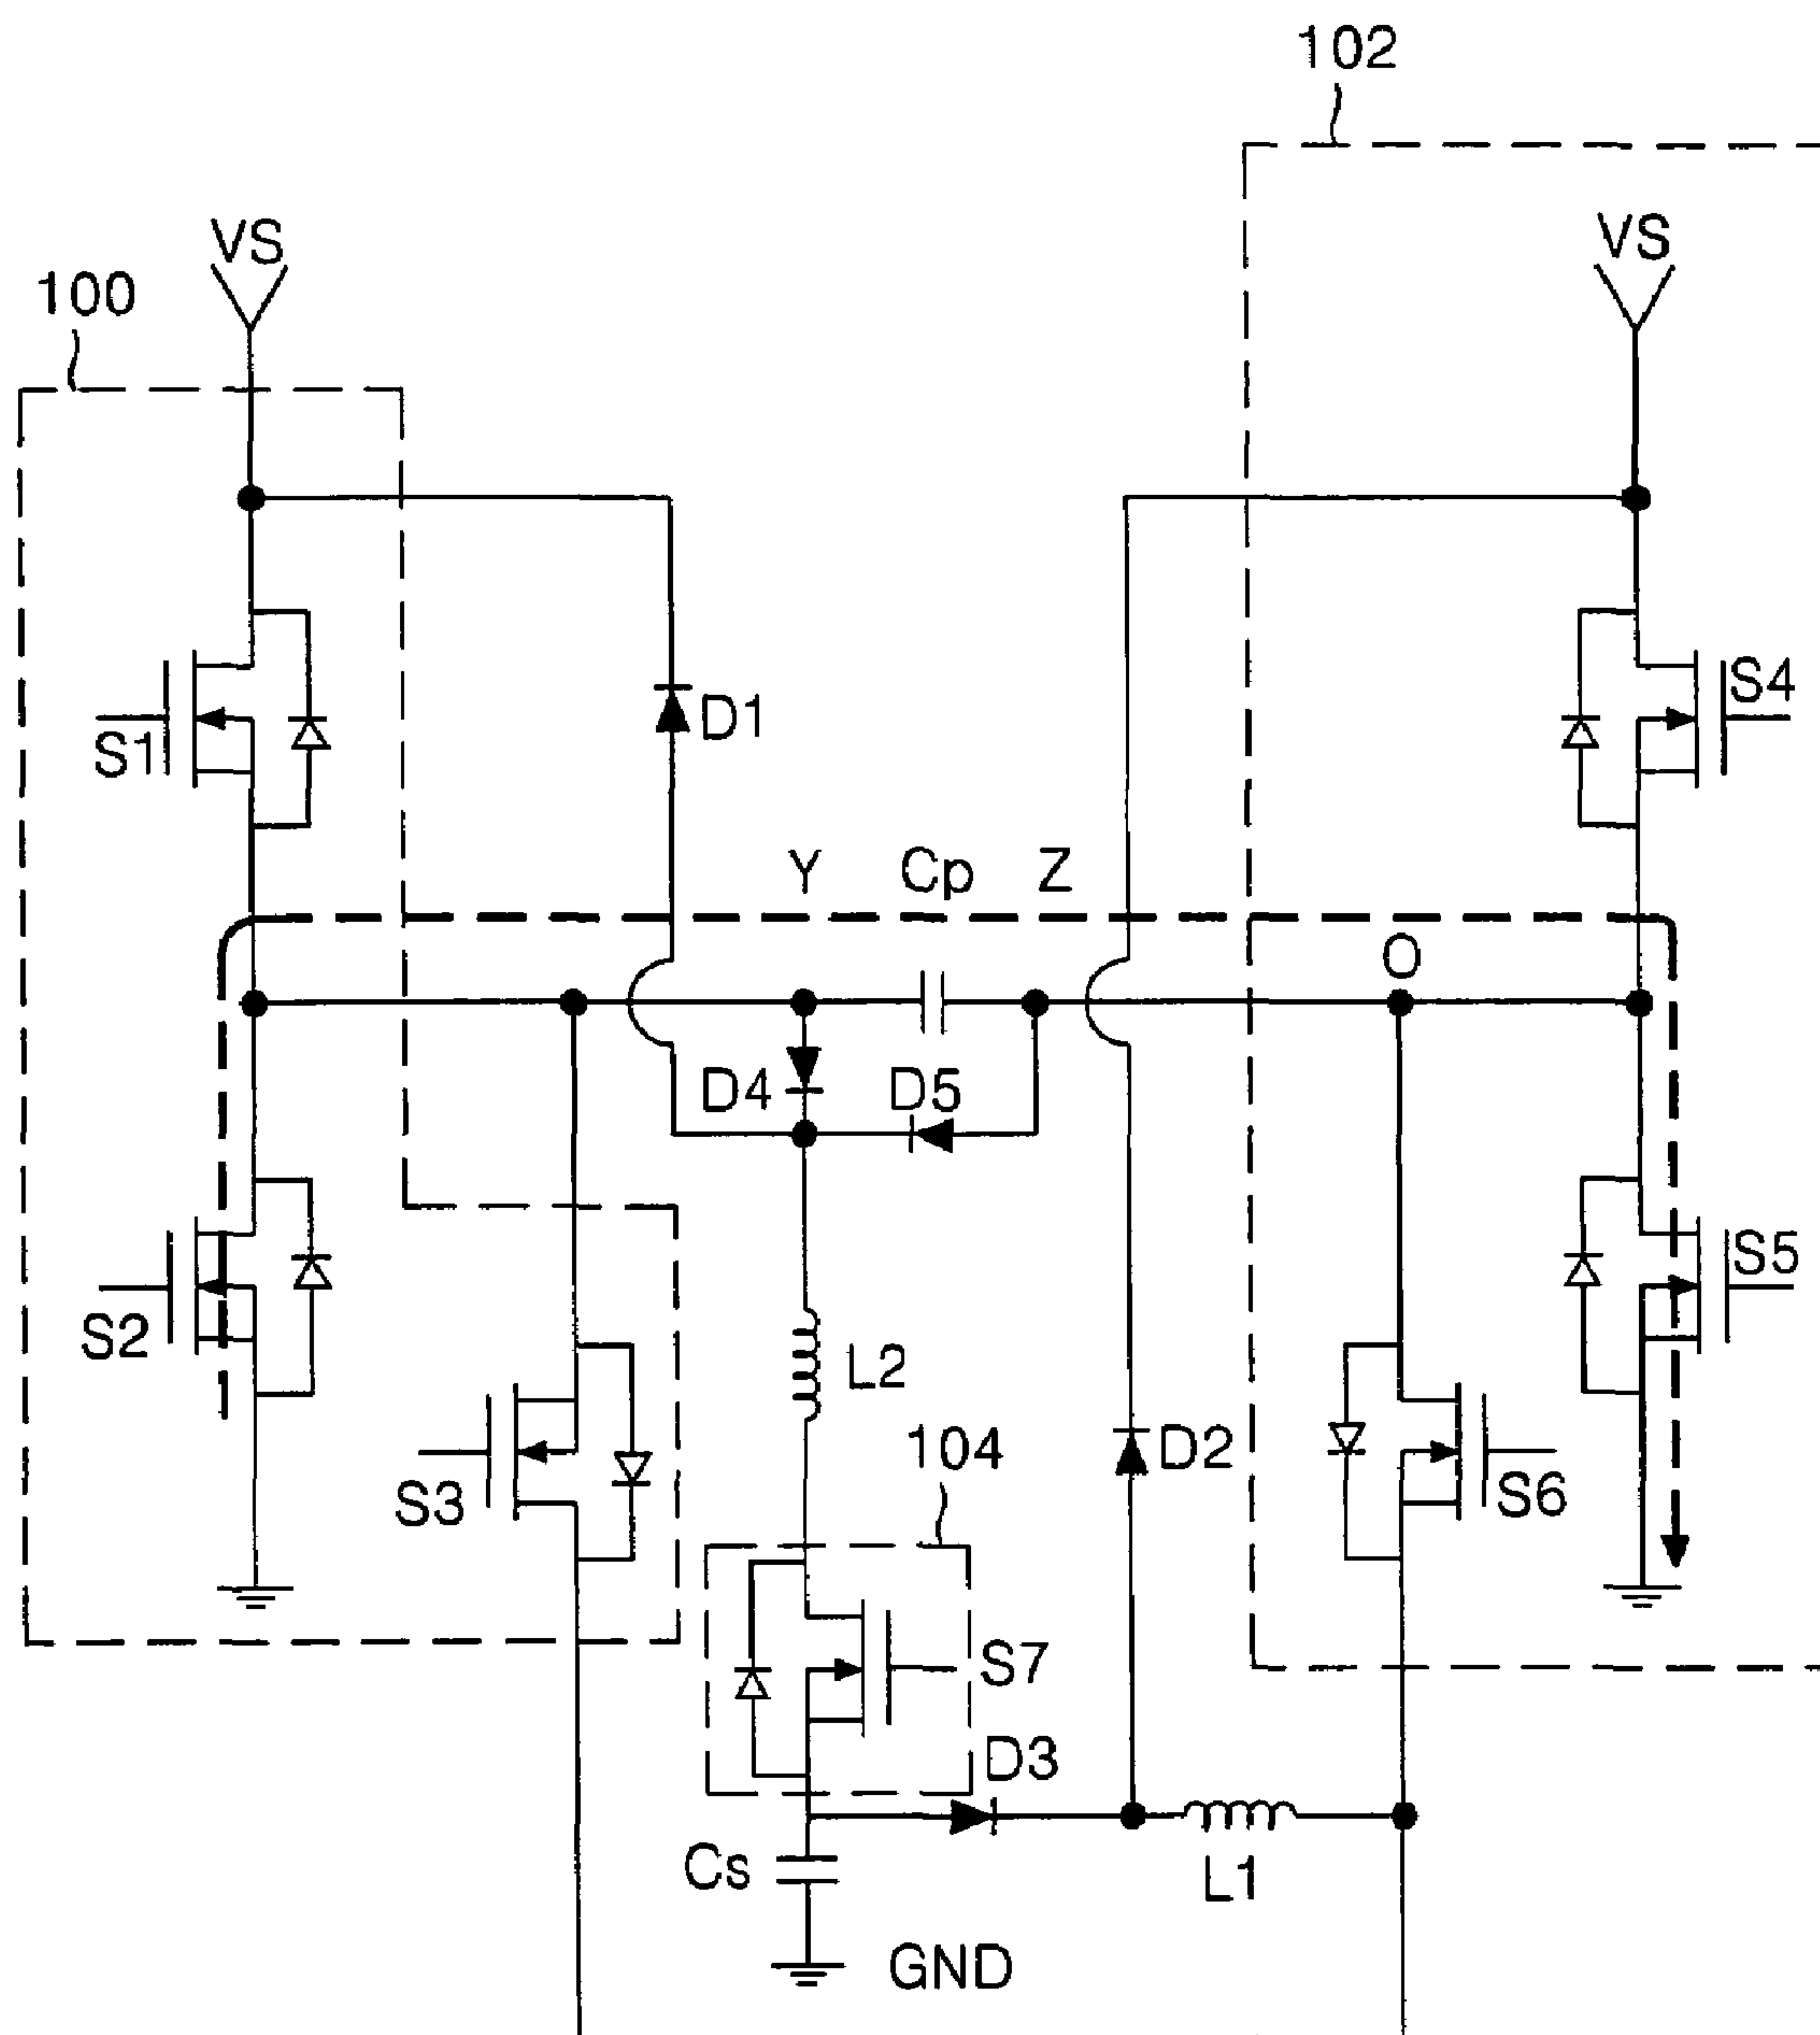 102
VS
VS
100
S4
D1
S1
Y
Cp
Z
O
D4
D5
S5
S2
L2
104
D2
S3
S6
S7
D3
Cs
L1
GND